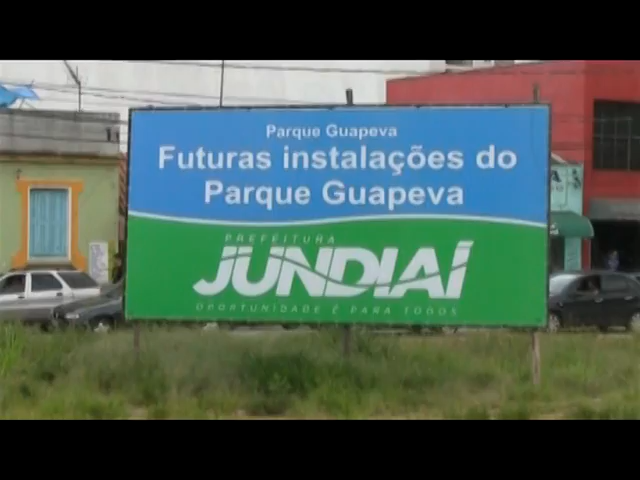 Parque Guapeva
Futuras instalações do
Parque Guapeva
PREFEITURA
JUNDIAÍ
OPORTUNIDADE É PARA TODOS